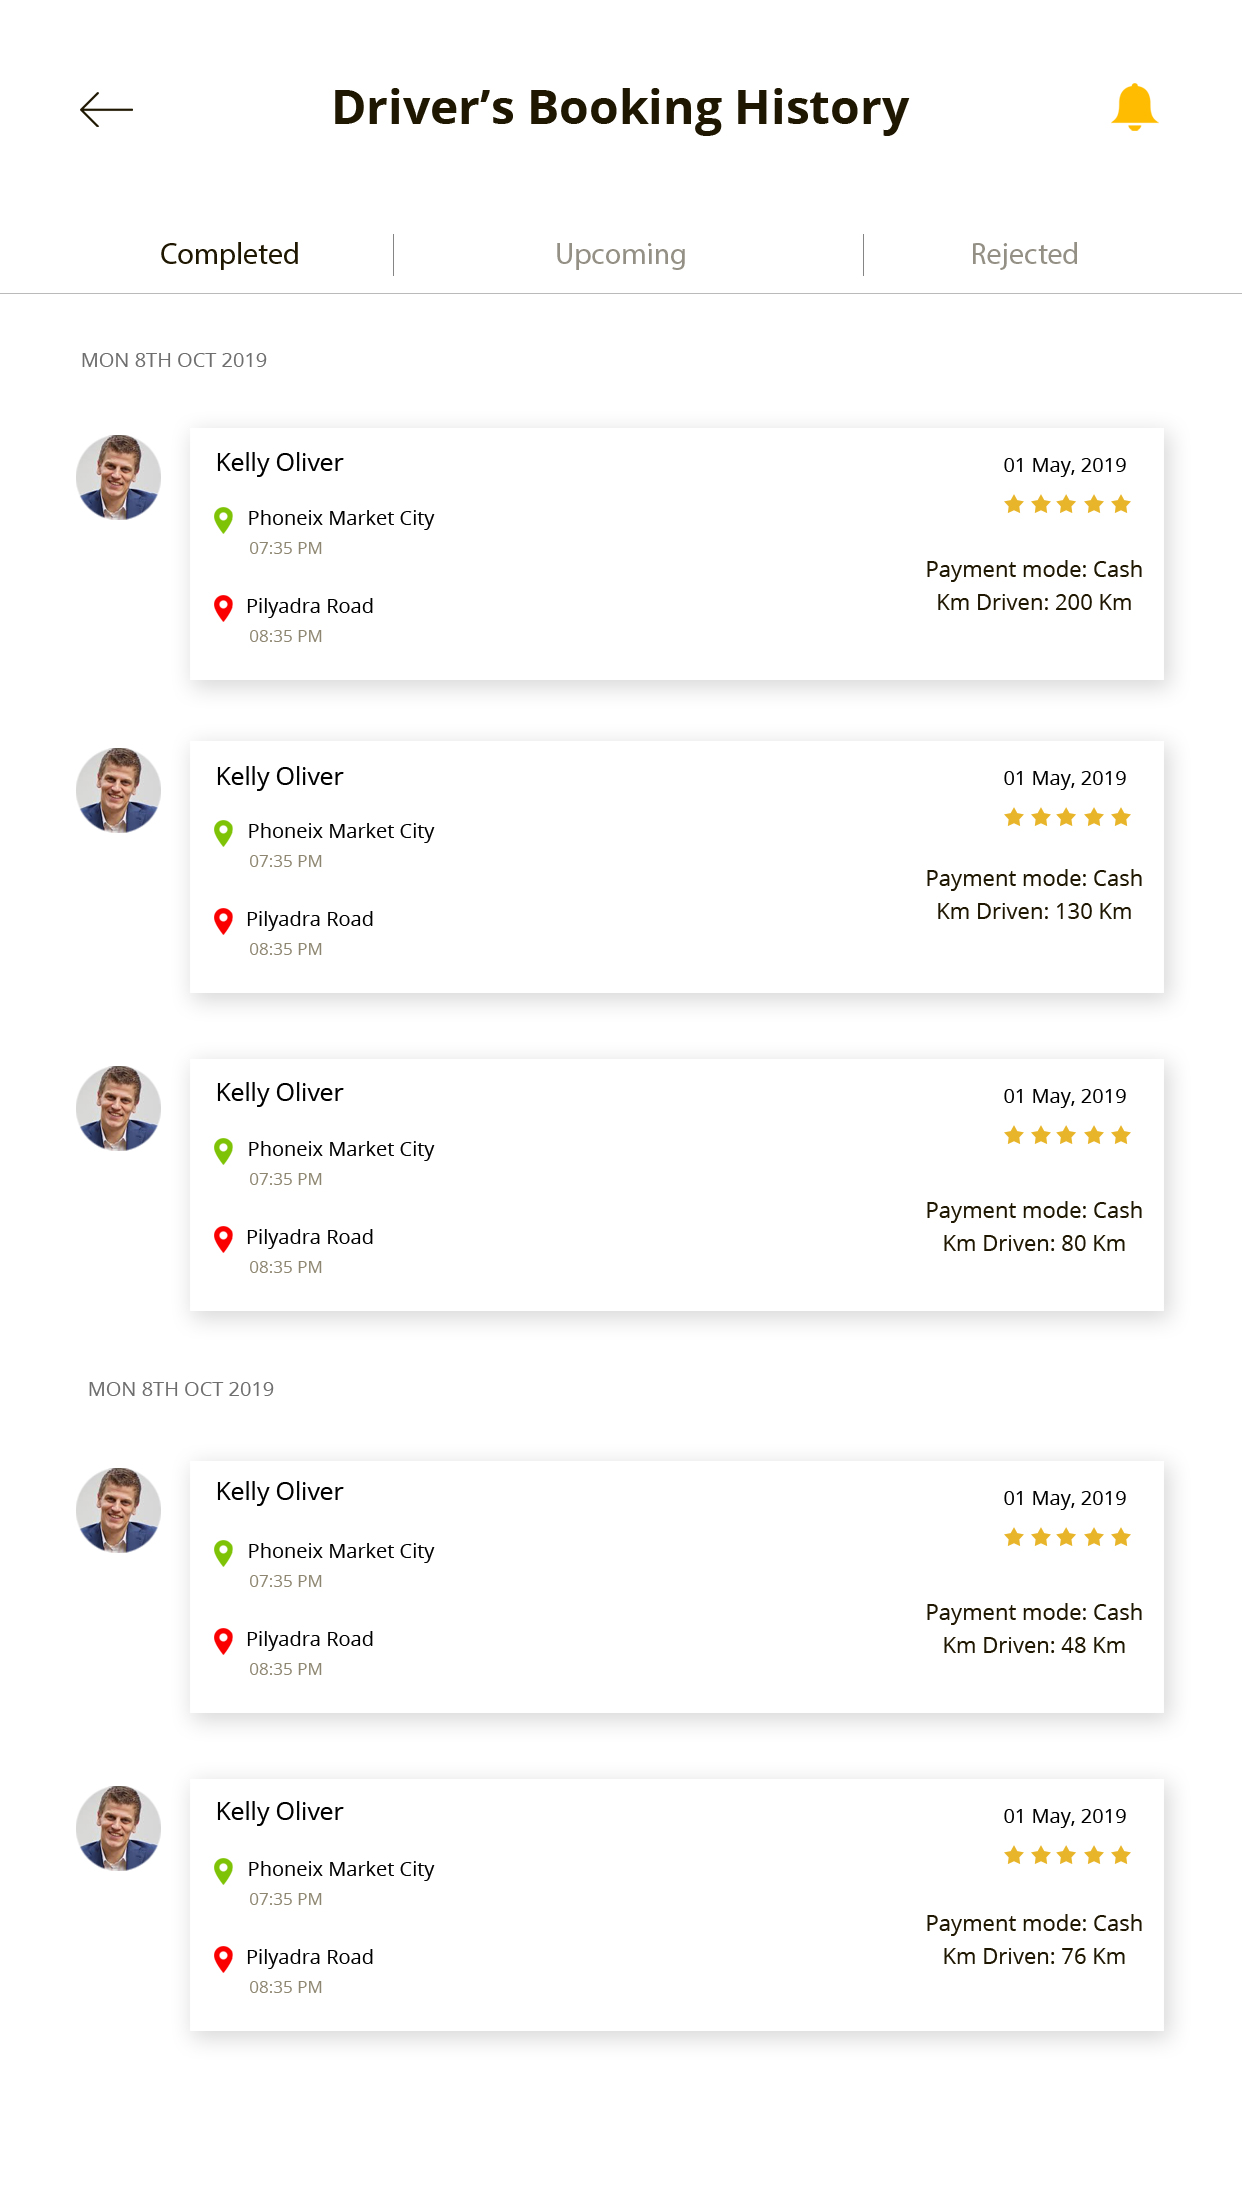 Driver’s Booking History
Completed
Upcoming
Rejected
MON 8TH OCT 2019
Kelly Oliver
01 May, 2019
Phoneix Market City
07:35 PM
Payment mode: Cash
Km Driven: 200 Km
Pilyadra Road
08:35 PM
Kelly Oliver
01 May, 2019
Phoneix Market City
07:35 PM
Payment mode: Cash
Km Driven: 130 Km
Pilyadra Road
08:35 PM
Kelly Oliver
01 May, 2019
Phoneix Market City
07:35 PM
Payment mode: Cash
Km Driven: 80 Km
Pilyadra Road
08:35 PM
MON 8TH OCT 2019
Kelly Oliver
01 May, 2019
Phoneix Market City
07:35 PM
Payment mode: Cash
Km Driven: 48 Km
Pilyadra Road
08:35 PM
Kelly Oliver
01 May, 2019
Phoneix Market City
07:35 PM
Payment mode: Cash
Km Driven: 76 Km
Pilyadra Road
08:35 PM